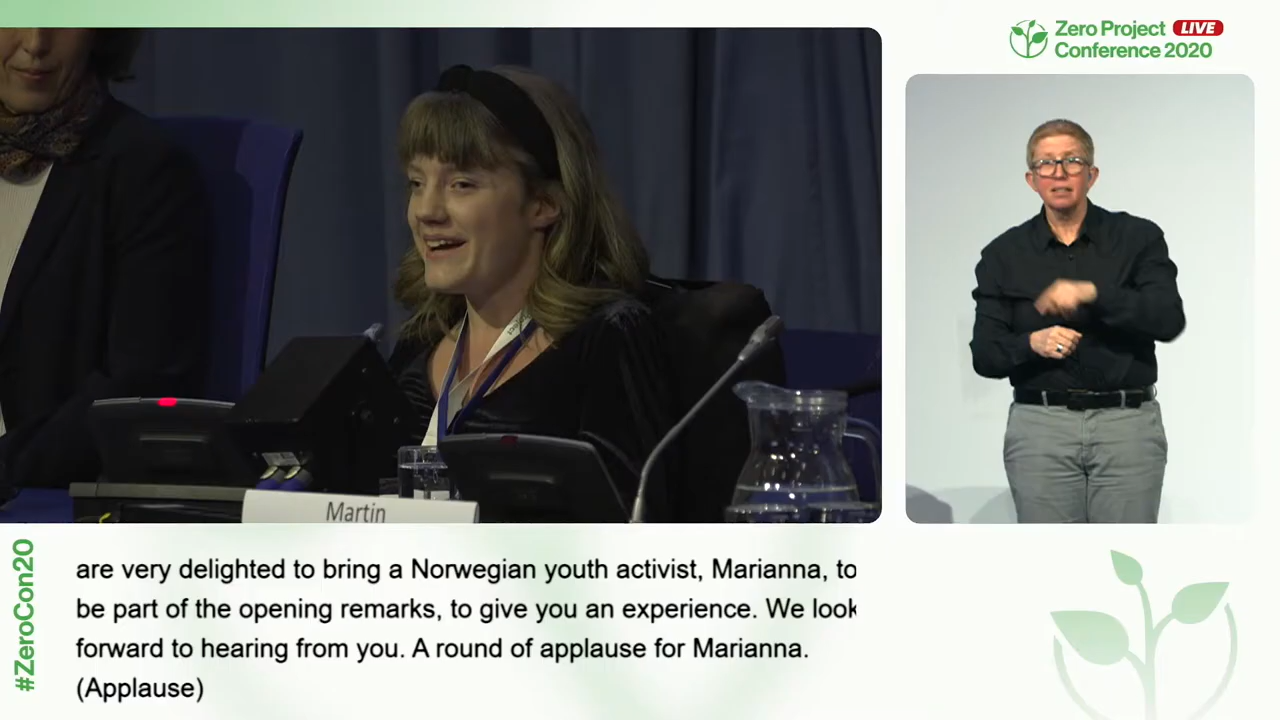 Zero Project LIVE
Conference 2020
Martin
#ZeroCon20
are very delighted to bring a Norwegian youth activist, Marianna, to
be part of the opening remarks, to give you an experience. We look
forward to hearing from you. A round of applause for Marianna.
(Applause)